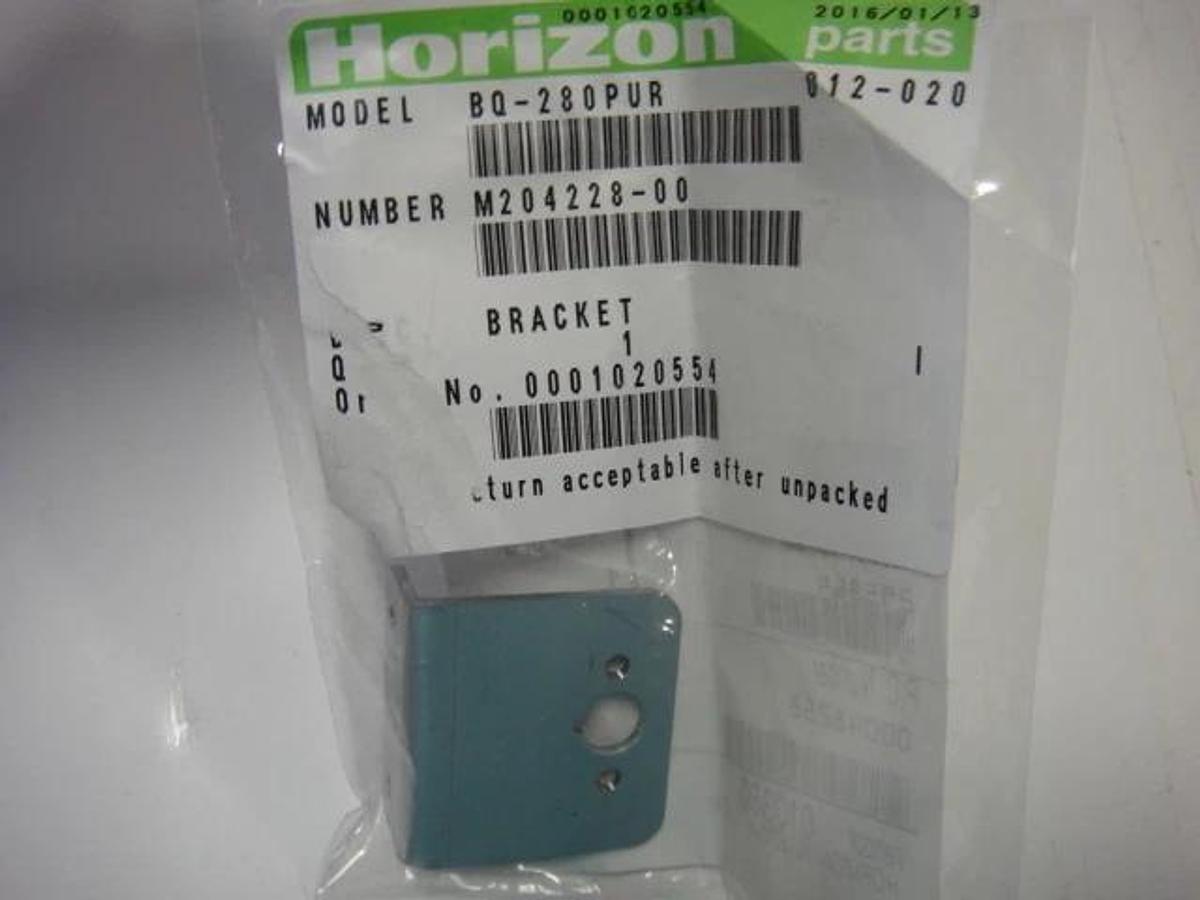 0001020554 2016/01/13
Horizon parts
MODEL BQ-280PUR 012-020
NUMBER M204228-00
BRACKET
Q 1
Or No. 0001020554
acceptable after unpacked